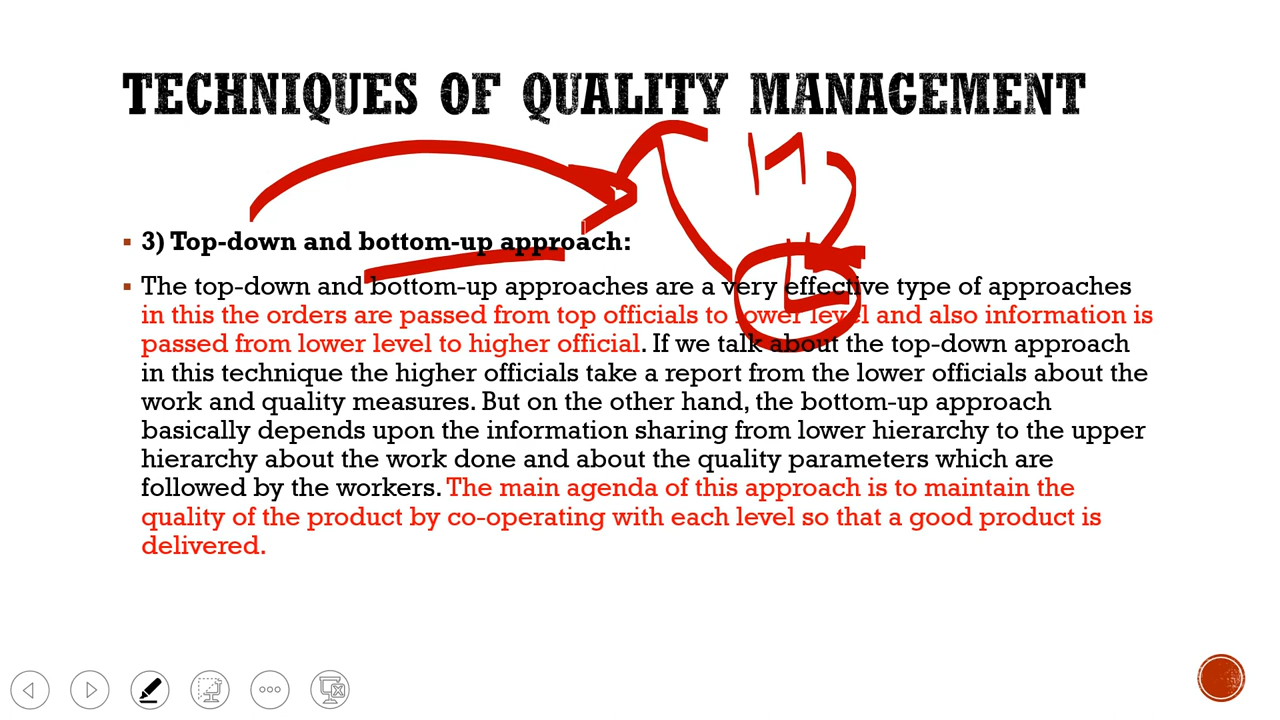 TECHNIQUES OF QUALITY MANAGEMENT
H
L
3) Top-down and bottom-up approach:
The top-down and bottom-up approaches are a very effective type of approaches
in this the orders are passed from top officials to lower level and also information is
passed from lower level to higher official. If we talk about the top-down approach
in this technique the higher officials take a report from the lower officials about the
work and quality measures. But on the other hand, the bottom-up approach
basically depends upon the information sharing from lower hierarchy to the upper
hierarchy about the work done and about the quality parameters which are
followed by the workers. The main agenda of this approach is to maintain the
quality of the product by co-operating with each level so that a good product is
delivered.